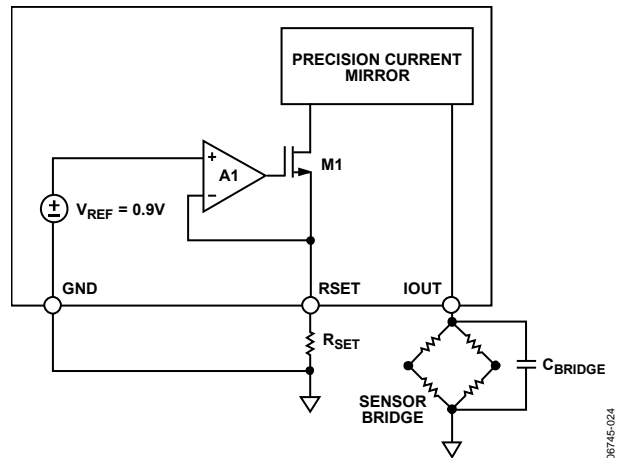 PRECISION CURRENT
MIRROR
+
A1
−
M1
VREF = 0.9V
GND
RSET
IOUT
RSET
CBRIDGE
SENSOR
BRIDGE
06745-024